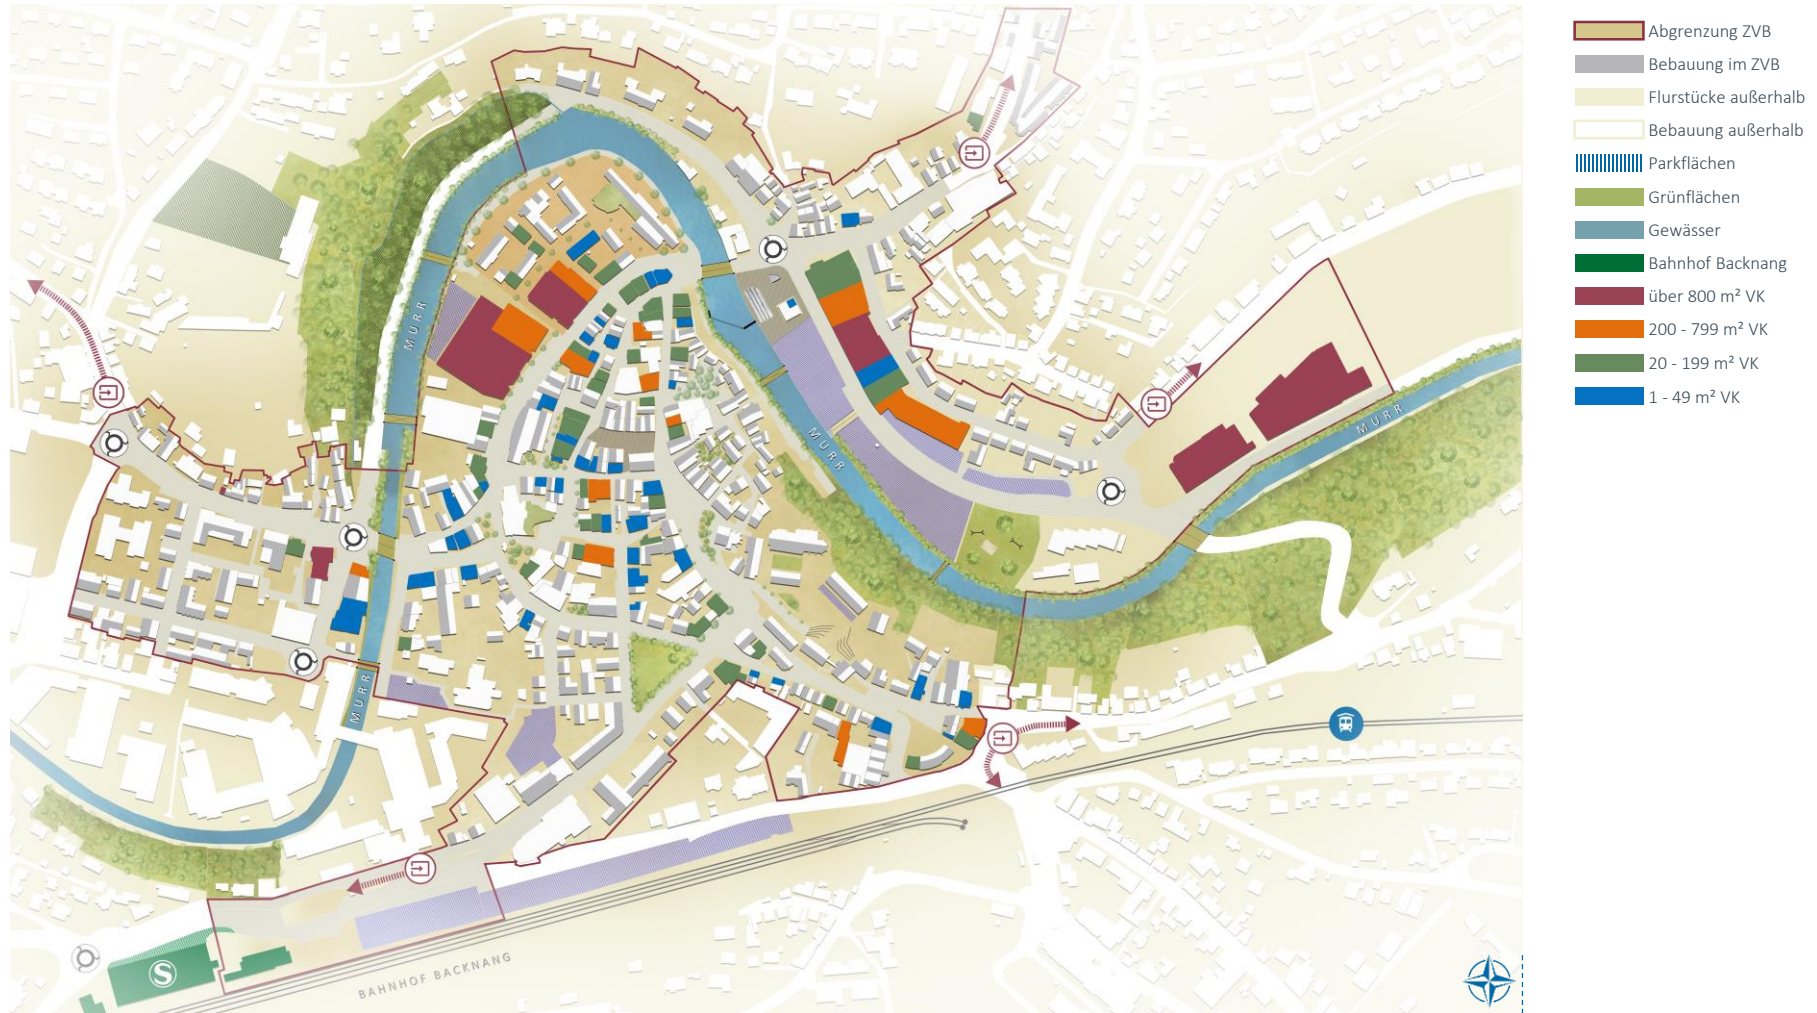 Abgrenzung ZVB
Bebauung im ZVB
Flurstücke außerhalb
Bebauung außerhalb
Parkflächen
Grünflächen
Gewässer
Bahnhof Backnang
über 800 m² VK
200 - 799 m² VK
20 - 199 m² VK
1 - 49 m² VK
MURR
MURR
MURR
MURR
S
BAHNHOF BACKNANG